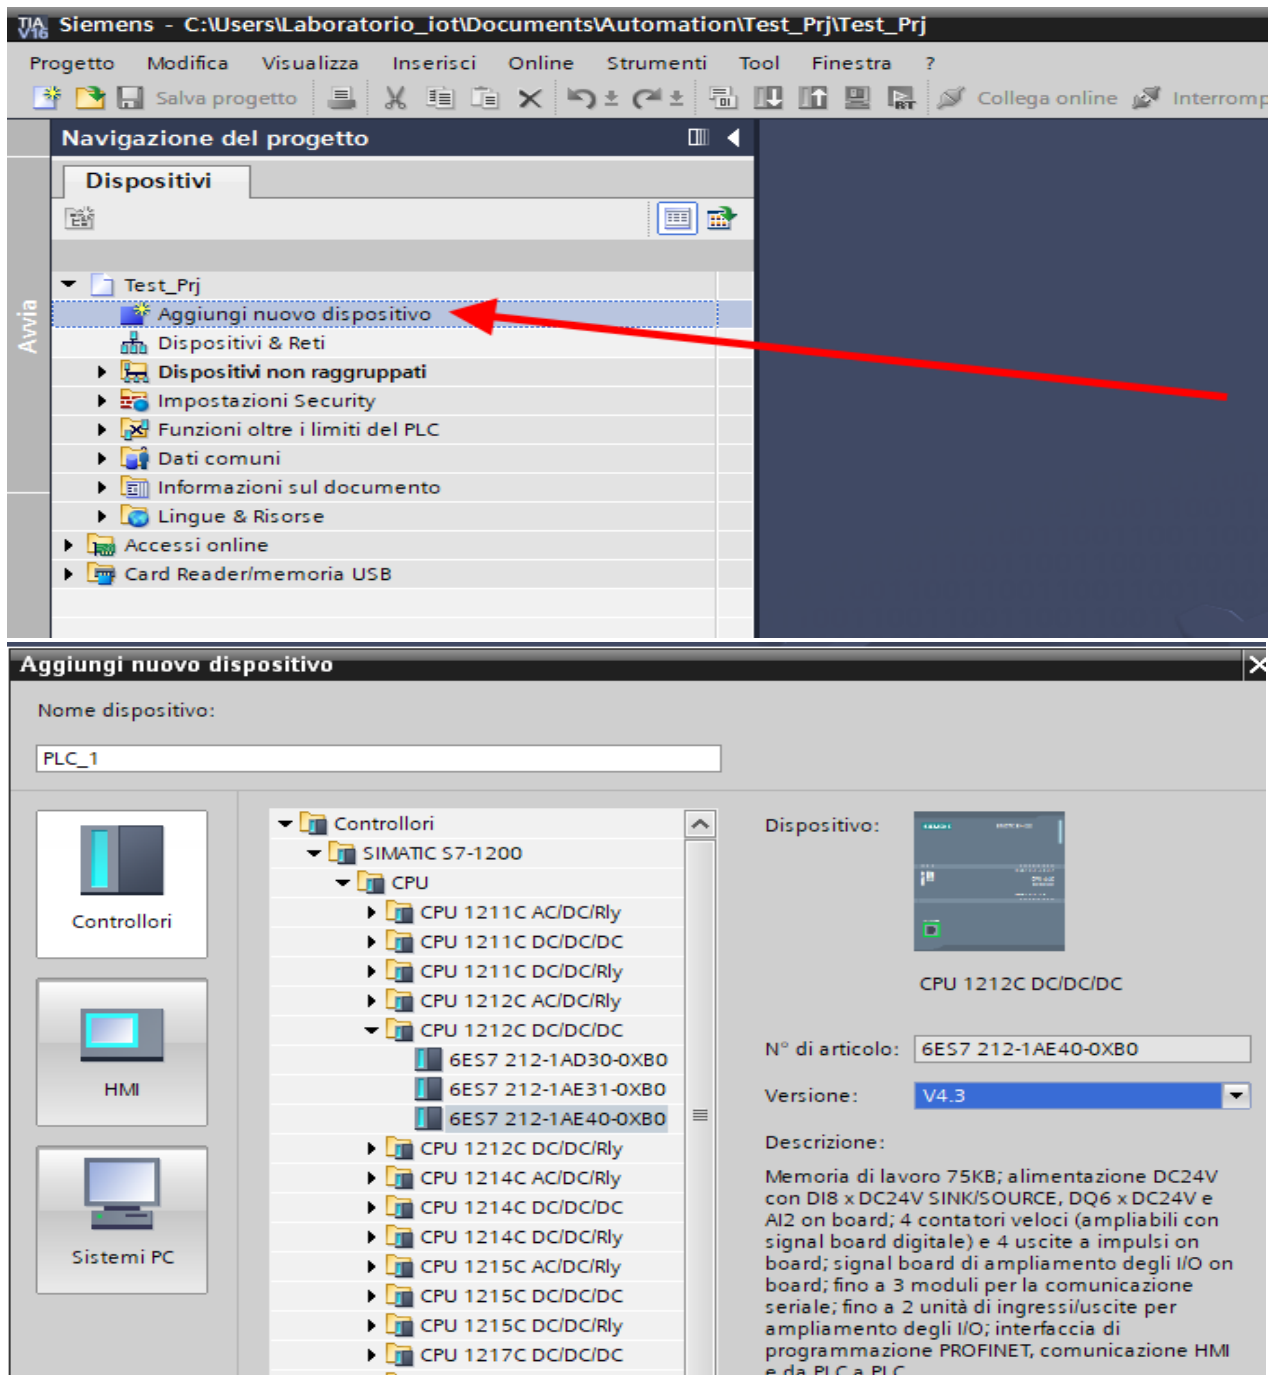 TIA V16 Siemens - C:\Users\Laboratorio_iot\Documents\Automation\Test_Prj\Test_Prj
Progetto Modifica Visualizza Inserisci Online Strumenti Tool Finestra ?
Salva progetto Collega online Interromp
Navigazione del progetto
Dispositivi
Avvia
Test_Prj
Aggiungi nuovo dispositivo
Dispositivi & Reti
Dispositivi non raggruppati
Impostazioni Security
Funzioni oltre i limiti del PLC
Dati comuni
Informazioni sul documento
Lingue & Risorse
Accessi online
Card Reader/memoria USB
Aggiungi nuovo dispositivo
Nome dispositivo:
PLC_1
Controllori
HMI
Sistemi PC
Controllori
SIMATIC S7-1200
CPU
CPU 1211C AC/DC/Rly
CPU 1211C DC/DC/DC
CPU 1211C DC/DC/Rly
CPU 1212C AC/DC/Rly
CPU 1212C DC/DC/DC
6ES7 212-1AD30-0XB0
6ES7 212-1AE31-0XB0
6ES7 212-1AE40-0XB0
CPU 1212C DC/DC/Rly
CPU 1214C AC/DC/Rly
CPU 1214C DC/DC/DC
CPU 1214C DC/DC/Rly
CPU 1215C AC/DC/Rly
CPU 1215C DC/DC/DC
CPU 1215C DC/DC/Rly
CPU 1217C DC/DC/DC
Dispositivo:
CPU 1212C DC/DC/DC
N° di articolo: 6ES7 212-1AE40-0XB0
Versione: V4.3
Descrizione:
Memoria di lavoro 75KB; alimentazione DC24V
con DI8 x DC24V SINK/SOURCE, DQ6 x DC24V e
AI2 on board; 4 contatori veloci (ampliabili con
signal board digitale) e 4 uscite a impulsi on
board; signal board di ampliamento degli I/O on
board; fino a 3 moduli per la comunicazione
seriale; fino a 2 unità di ingressi/uscite per
ampliamento degli I/O; interfaccia di
programmazione PROFINET, comunicazione HMI
e da PLC a PLC